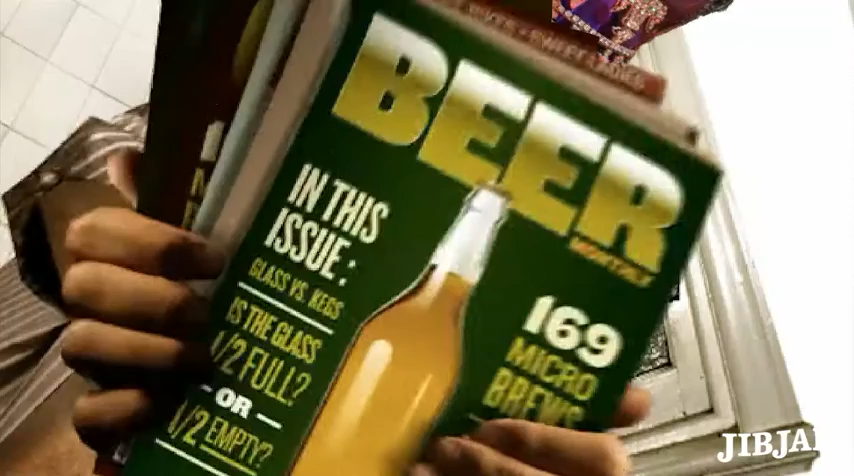 BEER
MONTHLY
IN THIS
ISSUE:
GLASS VS. KEGS
IS THE GLASS
1/2 FULL?
- OR -
1/2 EMPTY?
169
MICRO
BREWS
JIBJA